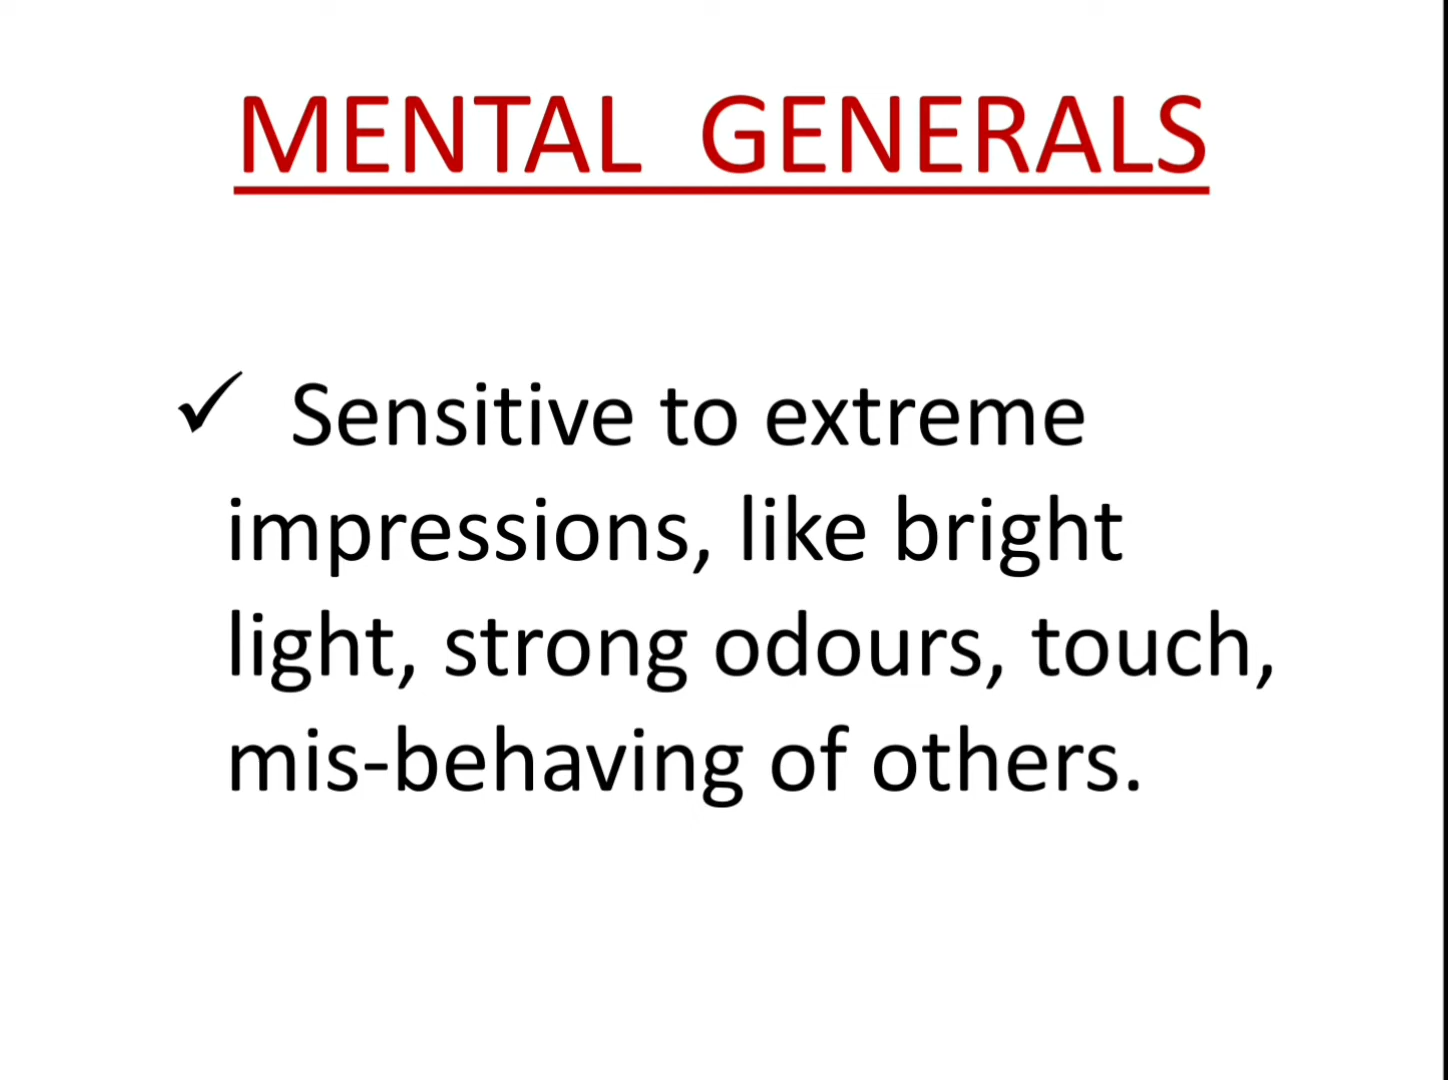 MENTAL GENERALS
✓ Sensitive to extreme
impressions, like bright
light, strong odours, touch,
mis-behaving of others.